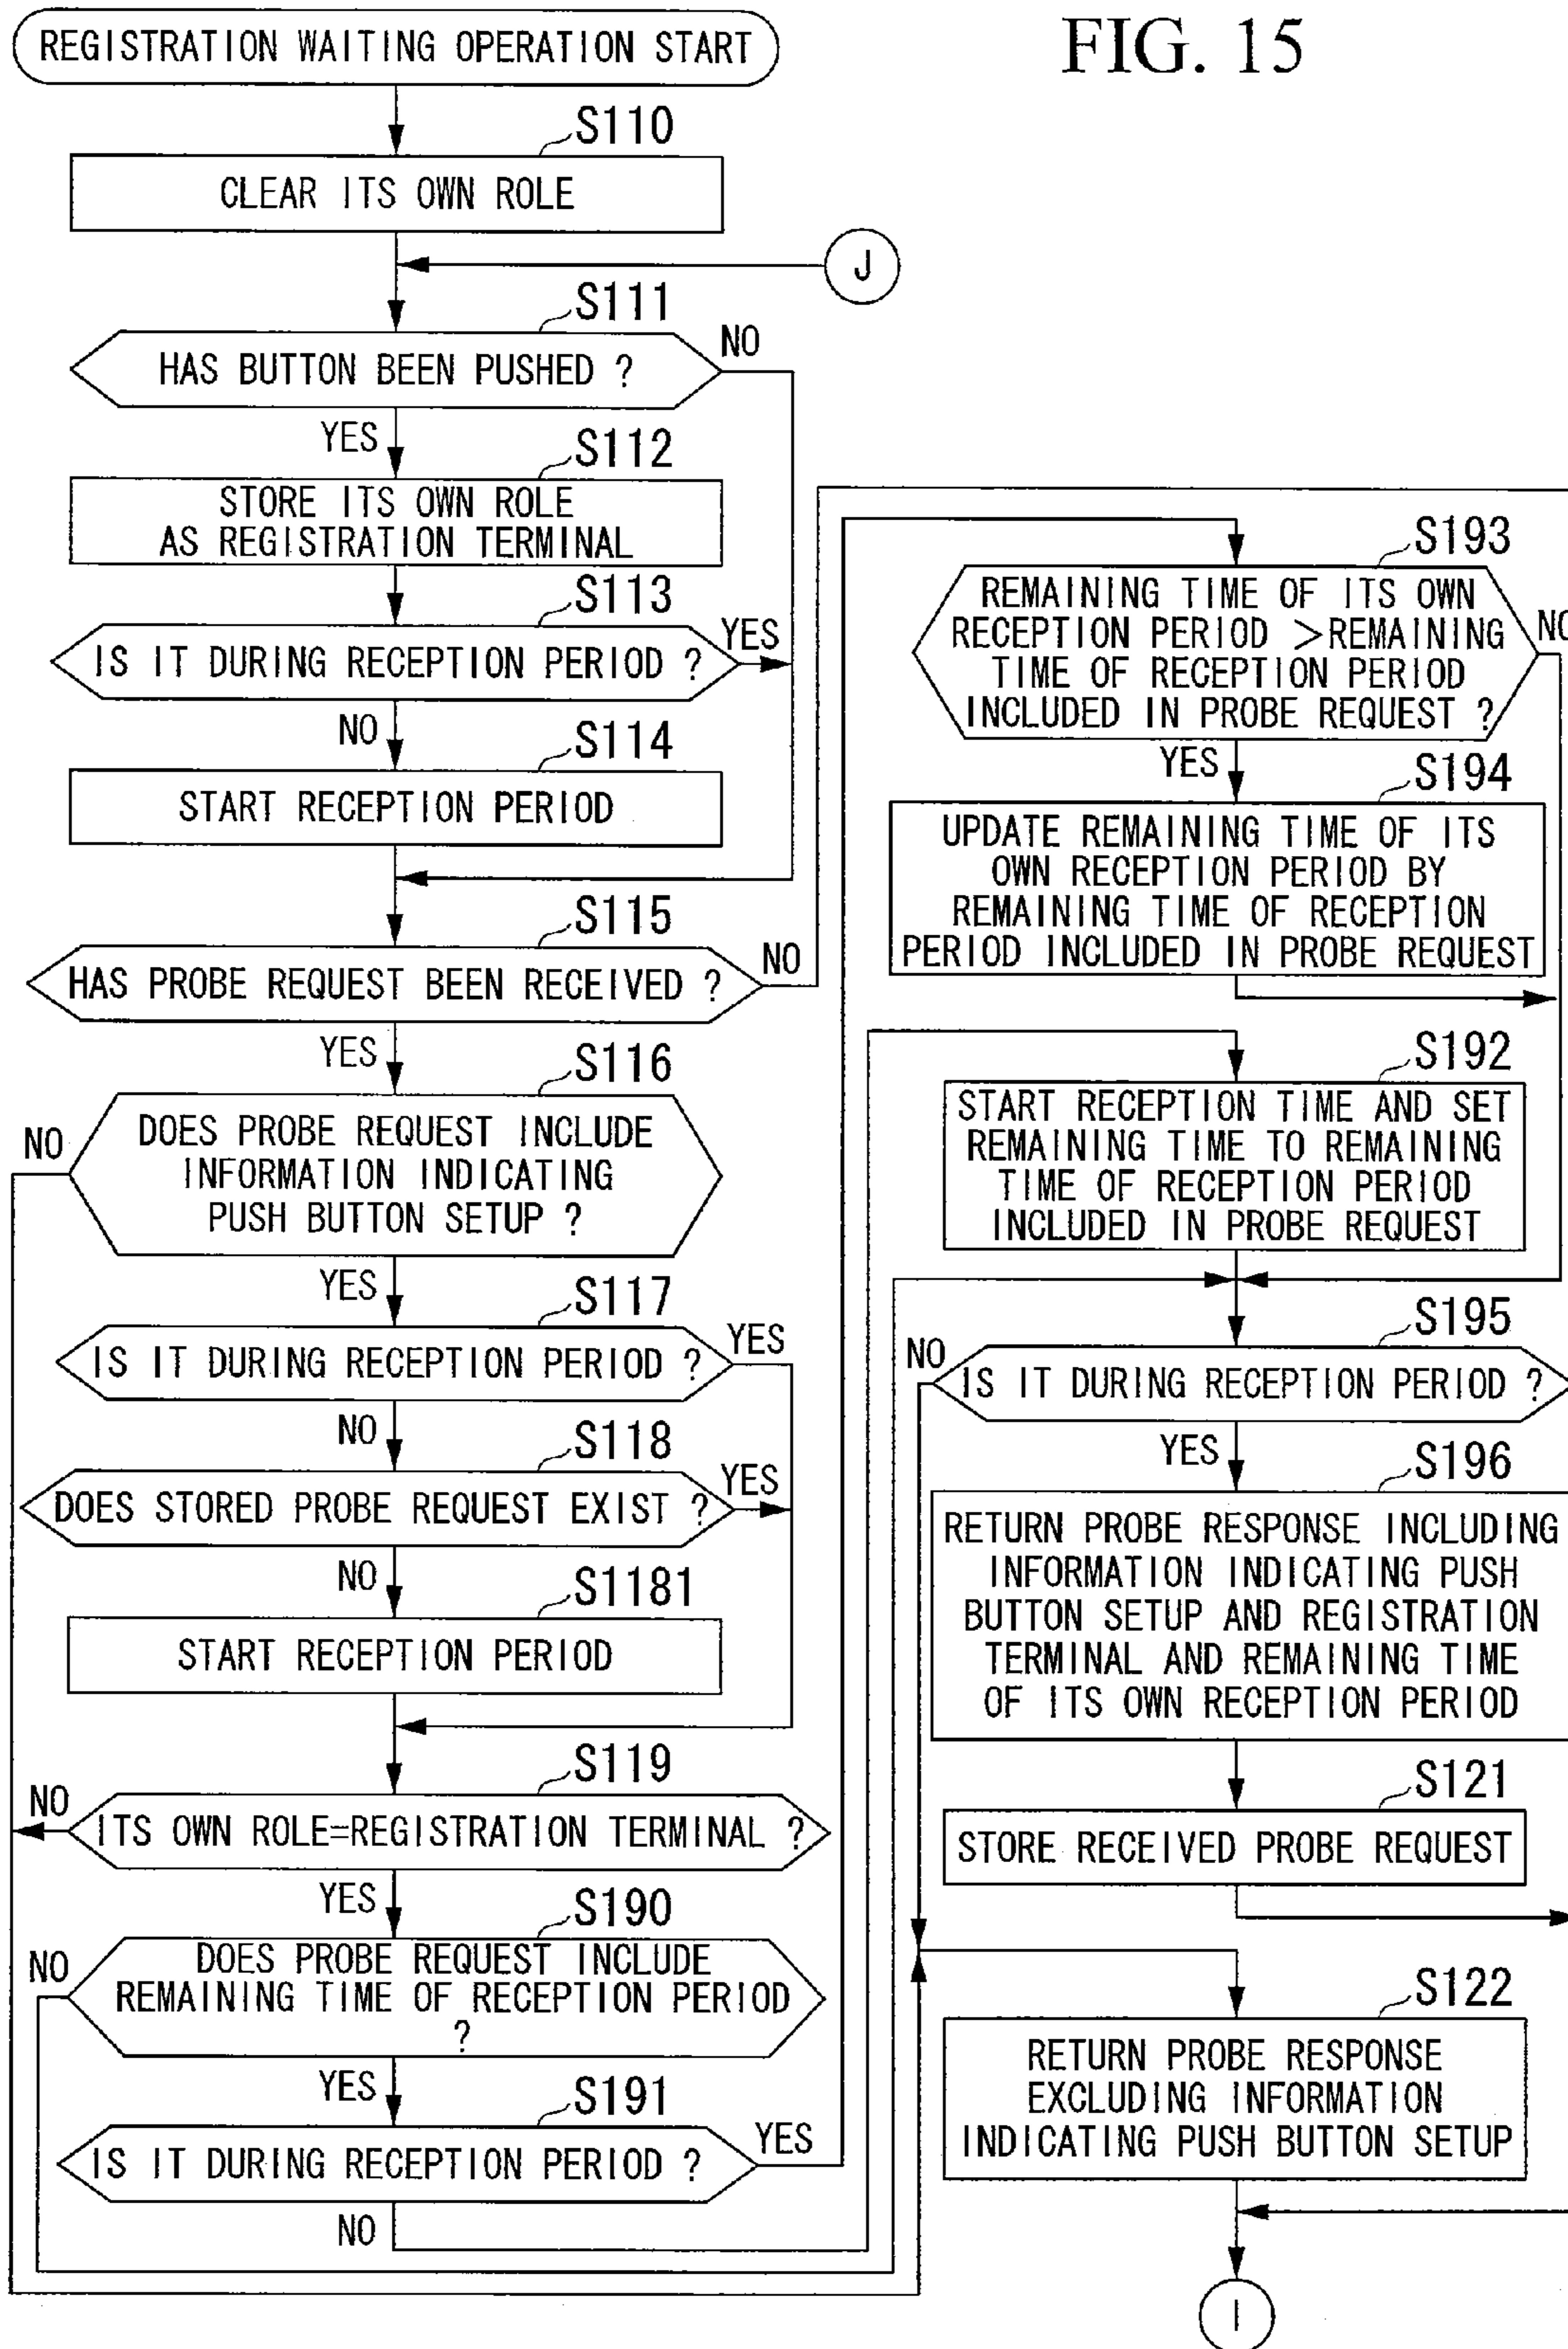 FIG. 15
REGISTRATION WAITING OPERATION START
S110
CLEAR ITS OWN ROLE
J
S111
HAS BUTTON BEEN PUSHED ?
NO
YES
S112
STORE ITS OWN ROLE
AS REGISTRATION TERMINAL
S113
IS IT DURING RECEPTION PERIOD ?
YES
NO
S114
START RECEPTION PERIOD
S115
HAS PROBE REQUEST BEEN RECEIVED ?
NO
YES
S116
DOES PROBE REQUEST INCLUDE
INFORMATION INDICATING
PUSH BUTTON SETUP ?
NO
YES
S117
IS IT DURING RECEPTION PERIOD ?
YES
NO
S118
DOES STORED PROBE REQUEST EXIST ?
YES
NO
S1181
START RECEPTION PERIOD
S119
ITS OWN ROLE=REGISTRATION TERMINAL ?
NO
YES
S190
DOES PROBE REQUEST INCLUDE
REMAINING TIME OF RECEPTION PERIOD
?
NO
YES
S191
IS IT DURING RECEPTION PERIOD ?
YES
NO
S193
REMAINING TIME OF ITS OWN
RECEPTION PERIOD >REMAINING
TIME OF RECEPTION PERIOD
INCLUDED IN PROBE REQUEST ?
NO
YES
S194
UPDATE REMAINING TIME OF ITS
OWN RECEPTION PERIOD BY
REMAINING TIME OF RECEPTION
PERIOD INCLUDED IN PROBE REQUEST
S192
START RECEPTION TIME AND SET
REMAINING TIME TO REMAINING
TIME OF RECEPTION PERIOD
INCLUDED IN PROBE REQUEST
S195
IS IT DURING RECEPTION PERIOD ?
NO
YES
S196
RETURN PROBE RESPONSE INCLUDING
INFORMATION INDICATING PUSH
BUTTON SETUP AND REGISTRATION
TERMINAL AND REMAINING TIME
OF ITS OWN RECEPTION PERIOD
S121
STORE RECEIVED PROBE REQUEST
S122
RETURN PROBE RESPONSE
EXCLUDING INFORMATION
INDICATING PUSH BUTTON SETUP
I